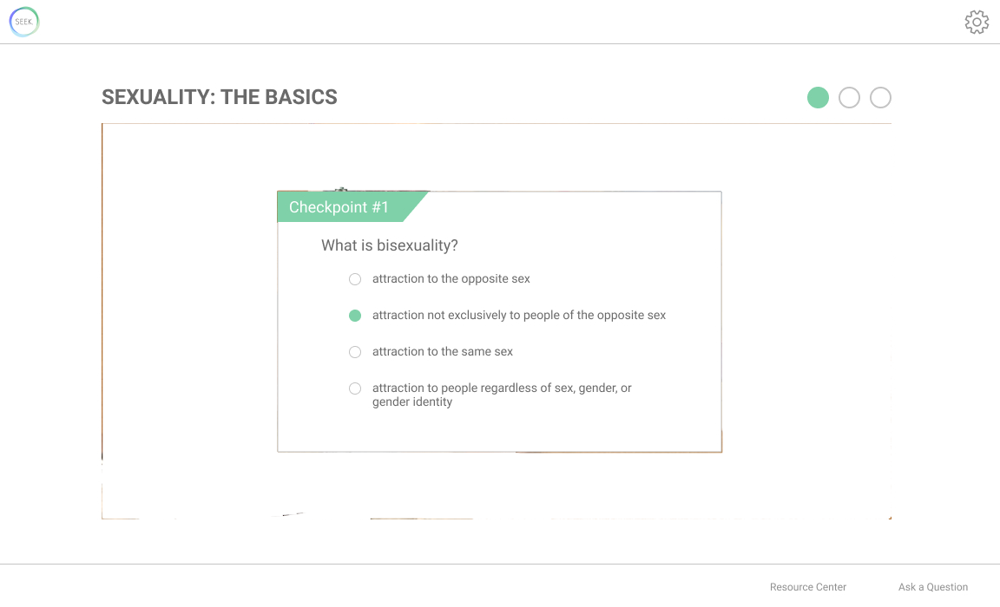 SEEK.
SEXUALITY: THE BASICS
Checkpoint #1
What is bisexuality?
attraction to the opposite sex
attraction not exclusively to people of the opposite sex
attraction to the same sex
attraction to people regardless of sex, gender, or
gender identity
Resource Center
Ask a Question